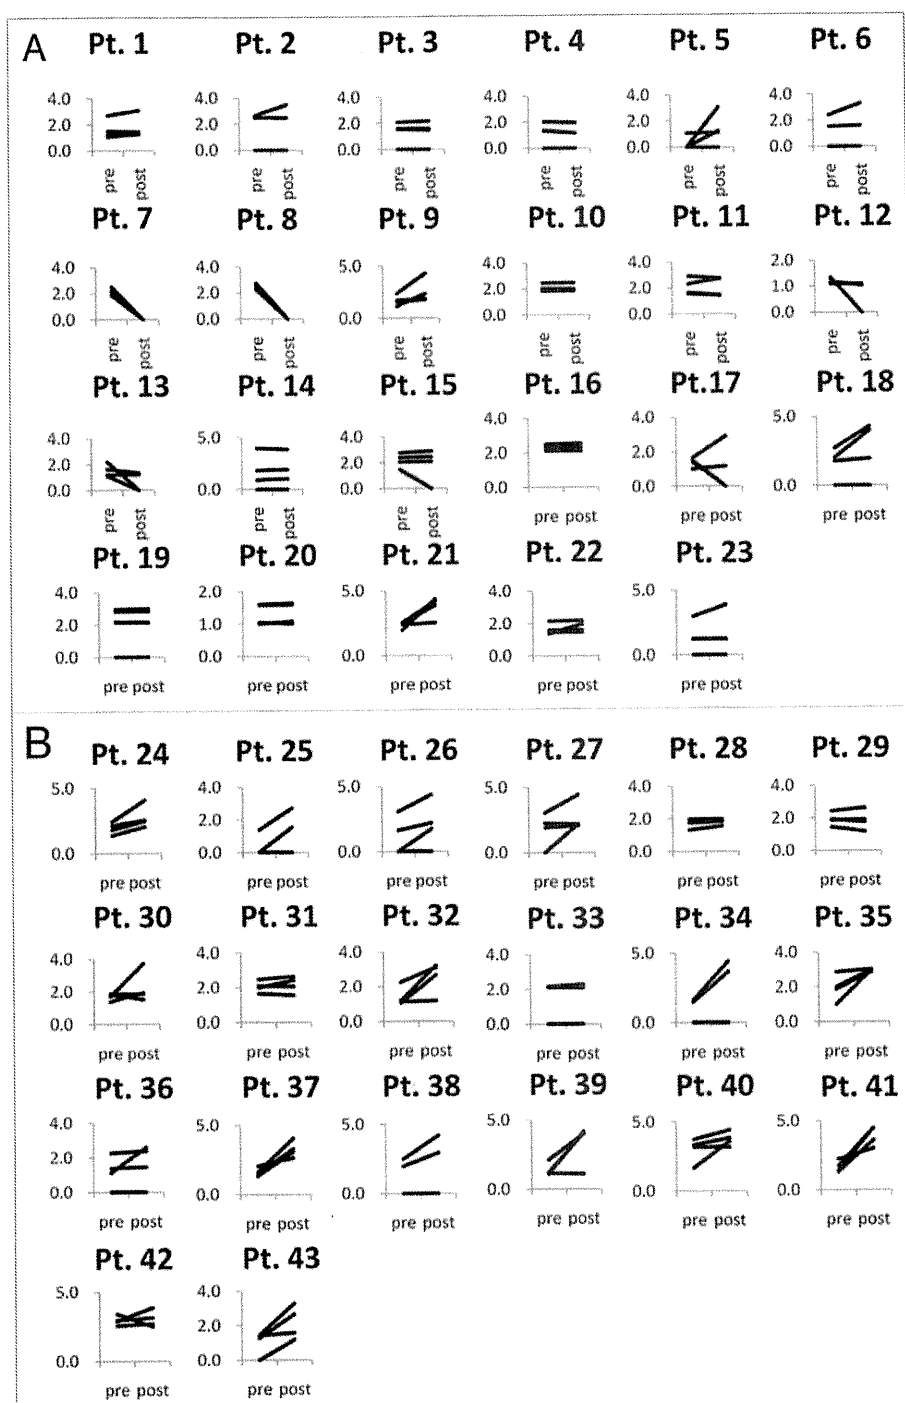 A Pt. 1 Pt. 2 Pt. 3 Pt. 4 Pt. 5 Pt. 6
4.0 4.0 4.0 4.0 4.0 4.0
2.0 2.0 2.0 2.0 2.0 2.0
0.0 0.0 0.0 0.0 0.0 0.0
pre post pre post pre post pre post pre post pre post
Pt. 7 Pt. 8 Pt. 9 Pt. 10 Pt. 11 Pt. 12
4.0 4.0 5.0 4.0 4.0 2.0
2.0 2.0 2.0 2.0 1.0
0.0 0.0 0.0 0.0 0.0 0.0
pre post pre post pre post pre post pre post pre post
Pt. 13 Pt. 14 Pt. 15 Pt. 16 Pt.17 Pt. 18
4.0 5.0 4.0 4.0 4.0 5.0
2.0 2.0 2.0 2.0
0.0 0.0 0.0 0.0 0.0 0.0
pre post pre post pre post pre post pre post pre post
Pt. 19 Pt. 20 Pt. 21 Pt. 22 Pt. 23
4.0 2.0 5.0 4.0 5.0
2.0 1.0 2.0
0.0 0.0 0.0 0.0 0.0
pre post pre post pre post pre post pre post
B Pt. 24 Pt. 25 Pt. 26 Pt. 27 Pt. 28 Pt. 29
5.0 4.0 5.0 5.0 4.0 4.0
2.0 2.0 2.0
0.0 0.0 0.0 0.0 0.0 0.0
pre post pre post pre post pre post pre post pre post
Pt. 30 Pt. 31 Pt. 32 Pt. 33 Pt. 34 Pt. 35
4.0 4.0 4.0 4.0 5.0 4.0
2.0 2.0 2.0 2.0 2.0
0.0 0.0 0.0 0.0 0.0 0.0
pre post pre post pre post pre post pre post pre post
Pt. 36 Pt. 37 Pt. 38 Pt. 39 Pt. 40 Pt. 41
4.0 5.0 5.0 5.0 5.0 5.0
2.0
0.0 0.0 0.0 0.0 0.0 0.0
pre post pre post pre post pre post pre post pre post
Pt. 42 Pt. 43
5.0 4.0
2.0
0.0 0.0
pre post pre post